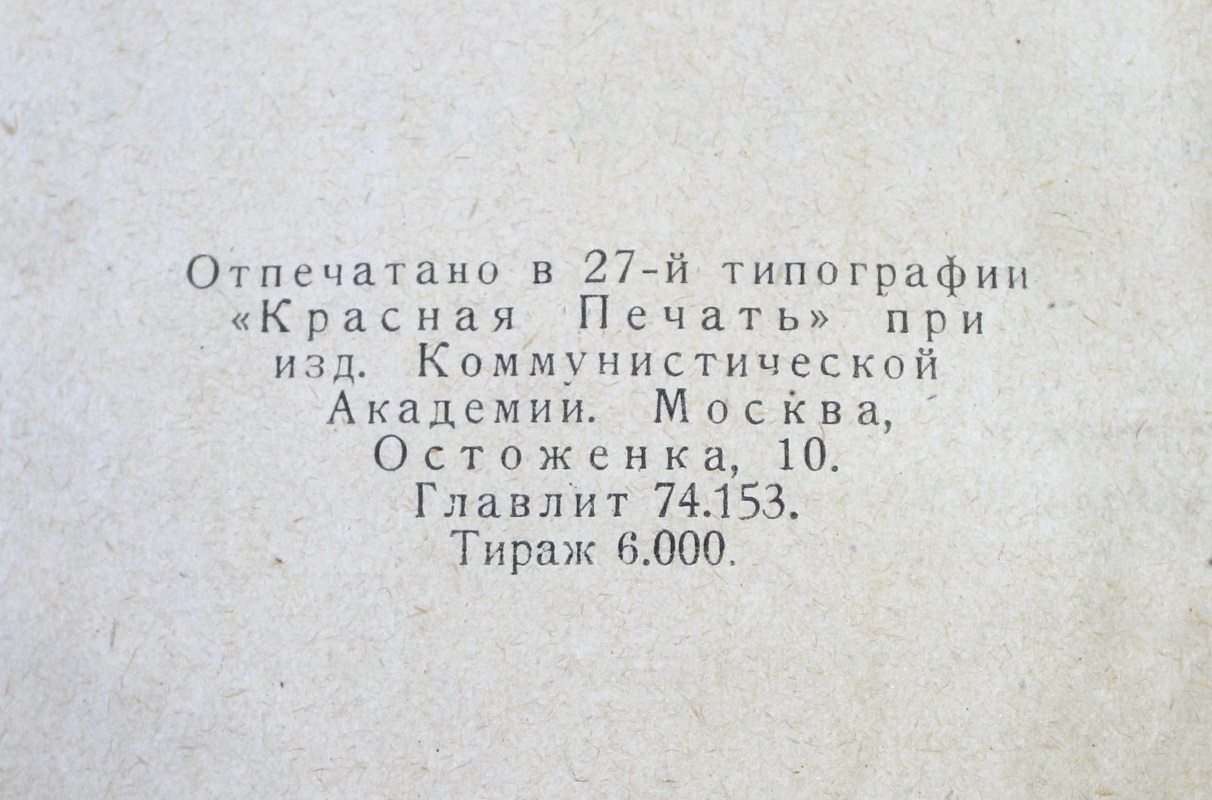 Отпечатано в 27-й типографии
«Красная Печать» при
изд. Коммунистической
Академии. Москва,
Остоженка, 10.
Главлит 74.153.
Тираж 6.000.